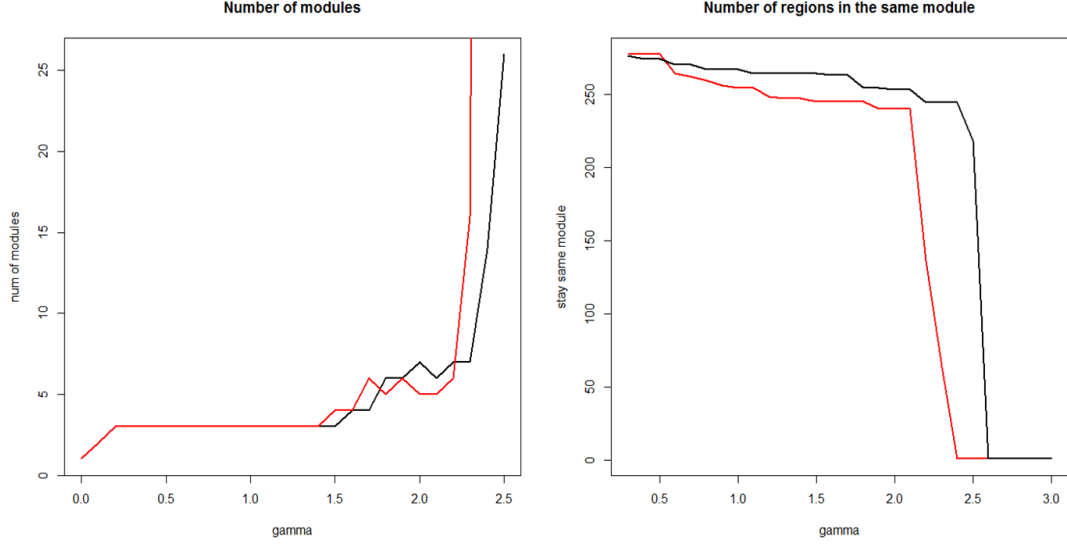 Number of modules
num of modules
25
20
15
10
5
0
0.0 0.5 1.0 1.5 2.0 2.5
gamma
Number of regions in the same module
stay same module
250
200
150
100
50
0
0.5 1.0 1.5 2.0 2.5 3.0
gamma